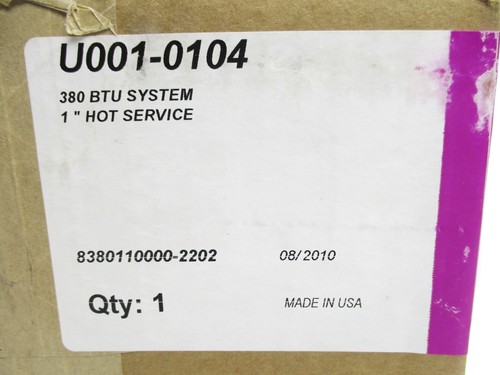 U001-0104
380 BTU SYSTEM
1 " HOT SERVICE
8380110000-2202 08/2010
Qty: 1 MADE IN USA